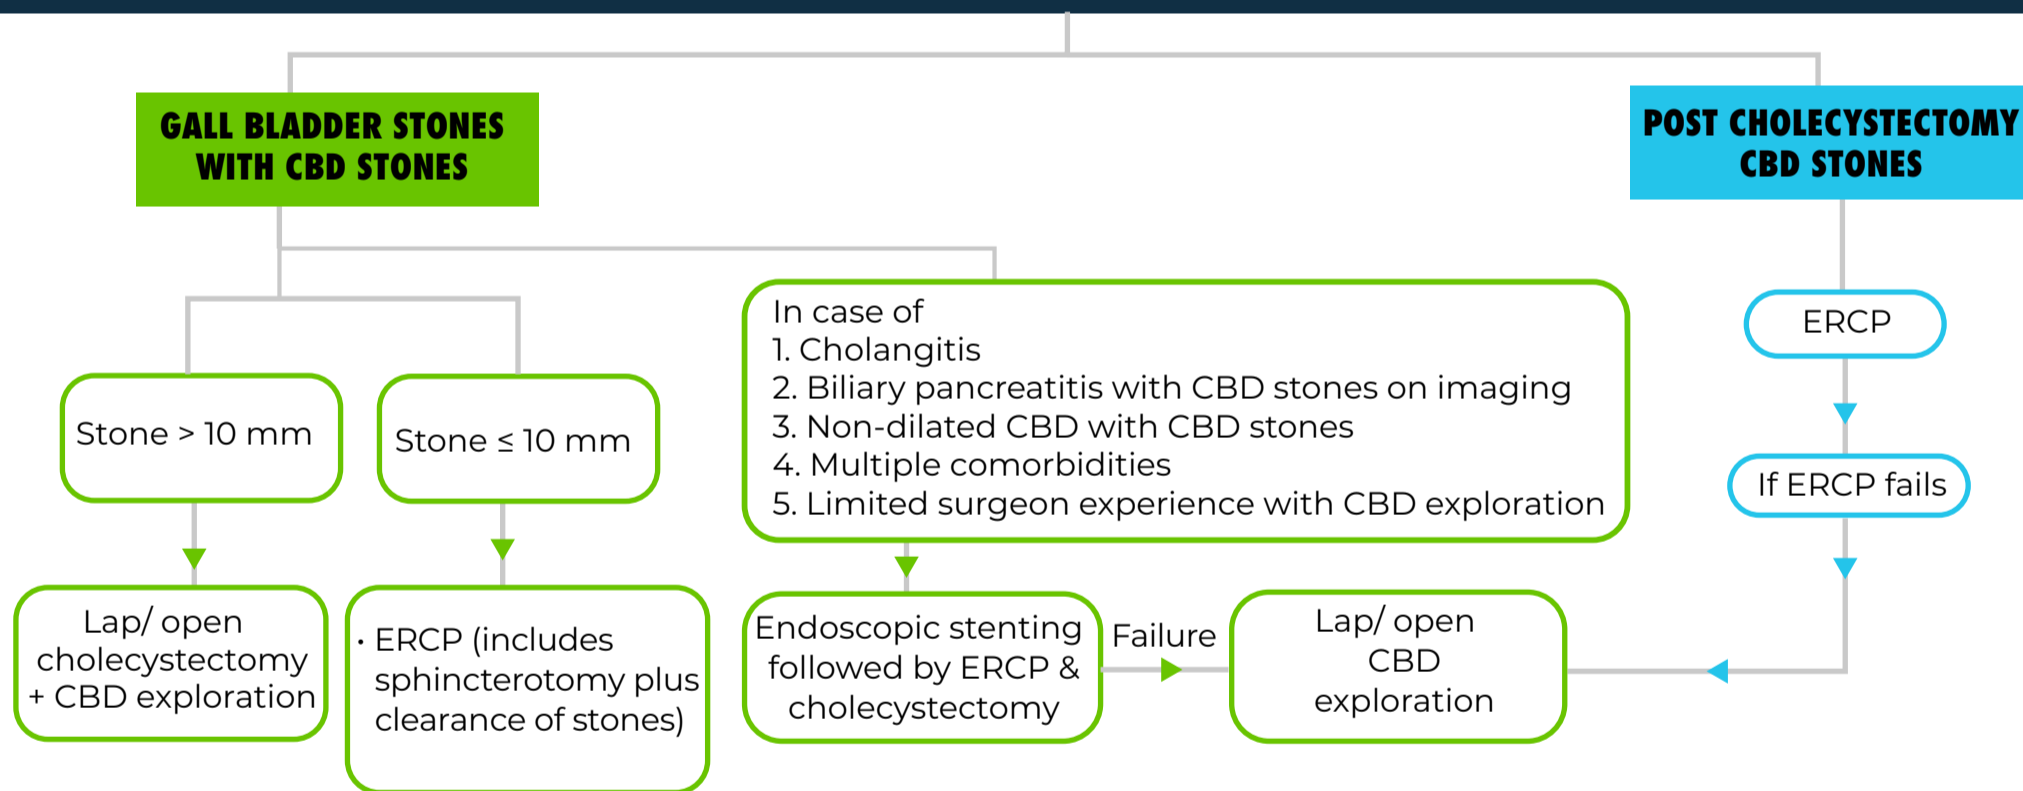 GALL BLADDER STONES
WITH CBD STONES
POST CHOLECYSTECTOMY
CBD STONES
Stone > 10 mm
Stone ≤ 10 mm
In case of
1. Cholangitis
2. Biliary pancreatitis with CBD stones on imaging
3. Non-dilated CBD with CBD stones
4. Multiple comorbidities
5. Limited surgeon experience with CBD exploration
ERCP
If ERCP fails
Lap/ open
cholecystectomy
+ CBD exploration
· ERCP (includes
sphincterotomy plus
clearance of stones)
Endoscopic stenting
followed by ERCP &
cholecystectomy
Failure
Lap/ open
CBD
exploration